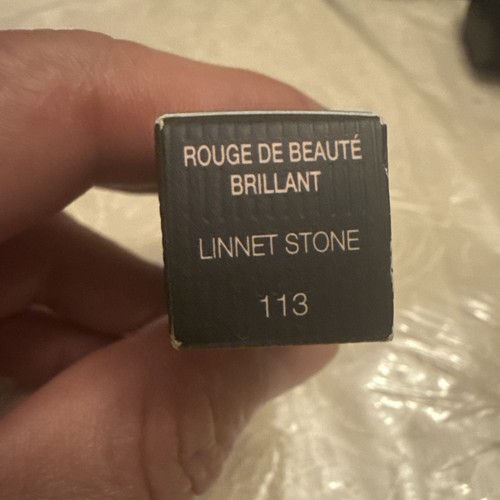 ROUGE DE BEAUTÉ
BRILLANT
LINNET STONE
113